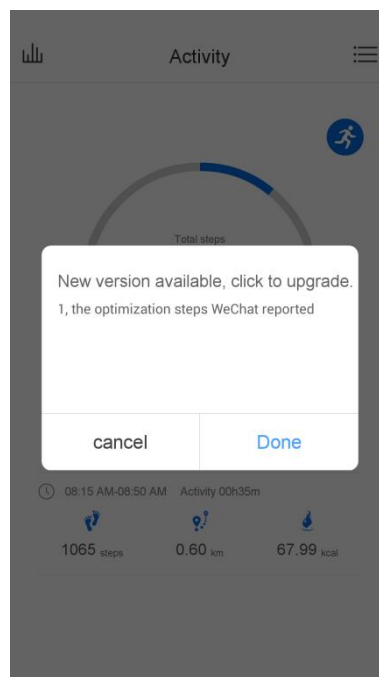 Activity
Total steps
New version available, click to upgrade.
1, the optimization steps WeChat reported
cancel
Done
08:15 AM-08:50 AM Activity 00h35m
1065 steps 0.60 km 67.99 kcal